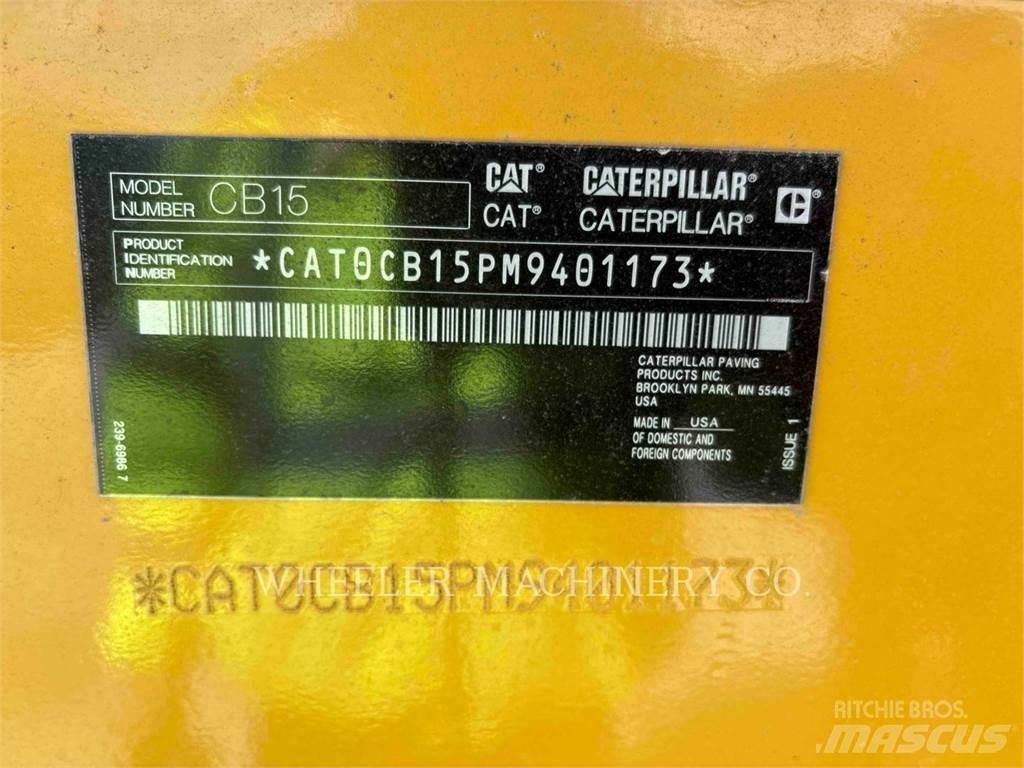 MODEL NUMBER CB15
CAT® CATERPILLAR®
CAT® CATERPILLAR®
PRODUCT IDENTIFICATION NUMBER *CAT0CB15PM9401173*
CATERPILLAR PAVING
PRODUCTS INC.
BROOKLYN PARK, MN 55445
USA
MADE IN USA
OF DOMESTIC AND
FOREIGN COMPONENTS
ISSUE 1
239-6986 7
*CAT0CB15PM9401173*
WHEELER MACHINERY CO.
RITCHIE BROS.
MASCUS